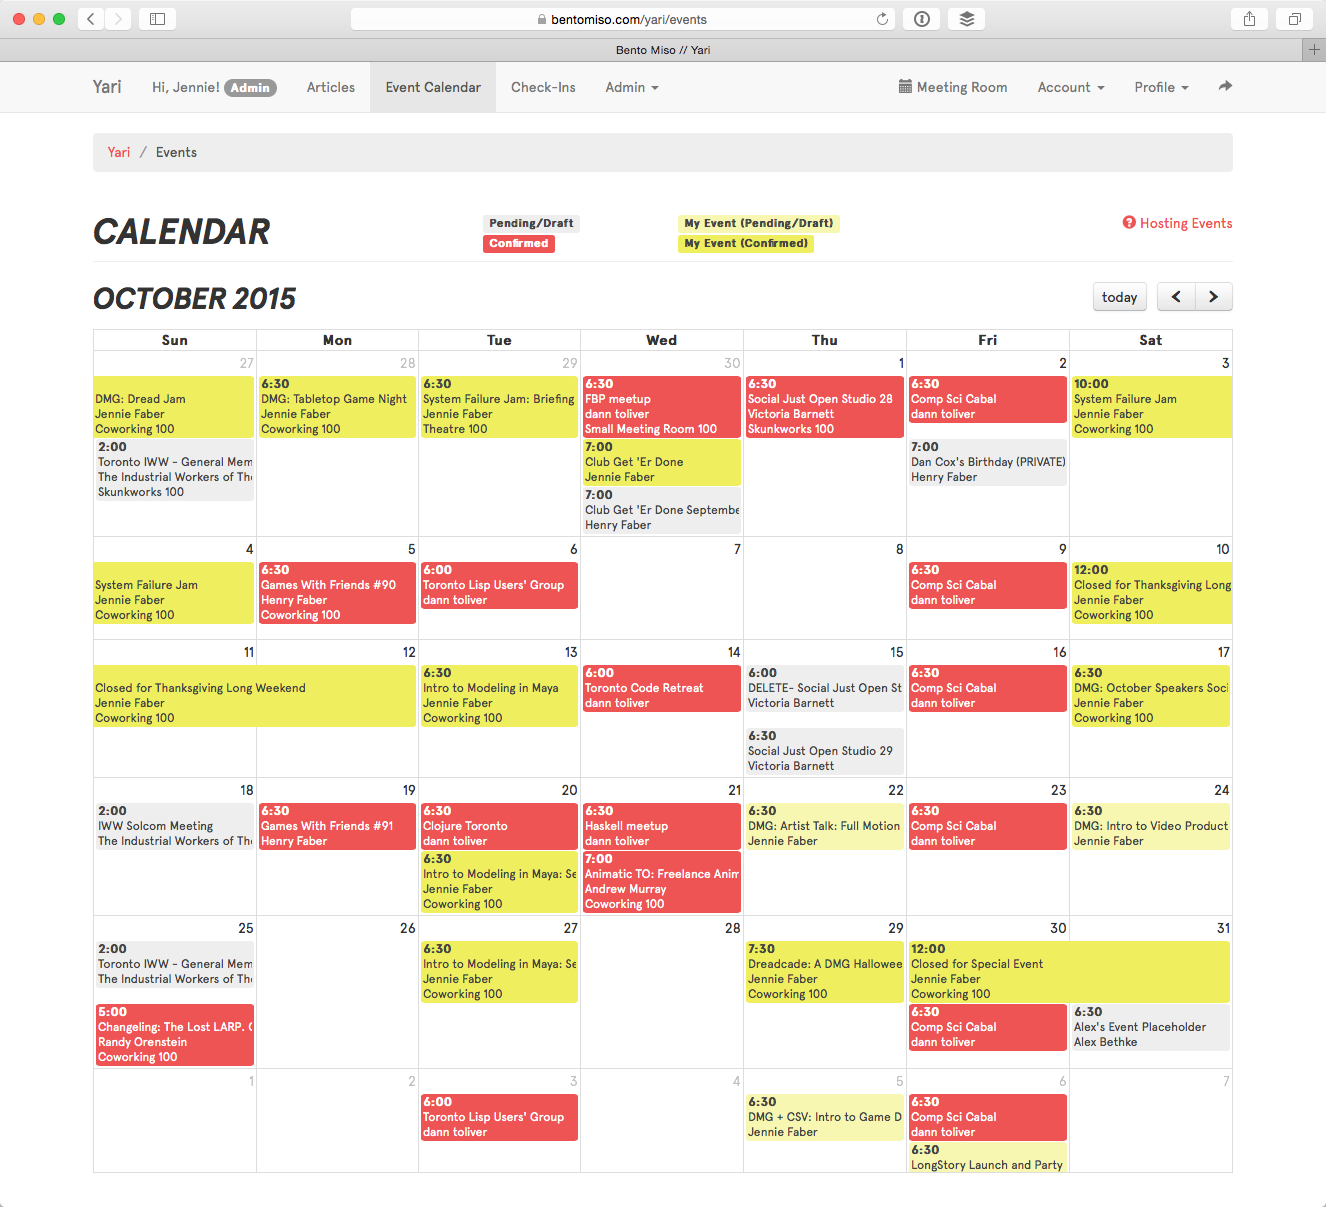 bentomiso.com/yari/events
Bento Miso // Yari
Yari Hi, Jennie! Admin Articles Event Calendar Check-Ins Admin Meeting Room Account Profile
Yari / Events
CALENDAR
Pending/Draft
Confirmed
My Event (Pending/Draft)
My Event (Confirmed)
Hosting Events
OCTOBER 2015
today
Sun Mon Tue Wed Thu Fri Sat
27
DMG: Dread Jam
Jennie Faber
Coworking 100
2:00
Toronto IWW - General Mem
The Industrial Workers of Th
Skunkworks 100
28
6:30
DMG: Tabletop Game Night
Jennie Faber
Coworking 100
29
6:30
System Failure Jam: Briefing
Jennie Faber
Theatre 100
30
6:30
FBP meetup
dann toliver
Small Meeting Room 100
7:00
Club Get 'Er Done
Jennie Faber
7:00
Club Get 'Er Done Septembe
Henry Faber
1
6:30
Social Just Open Studio 28
Victoria Barnett
Skunkworks 100
2
6:30
Comp Sci Cabal
dann toliver
7:00
Dan Cox's Birthday (PRIVATE)
Henry Faber
3
10:00
System Failure Jam
Jennie Faber
Coworking 100
4
System Failure Jam
Jennie Faber
Coworking 100
5
6:30
Games With Friends #90
Henry Faber
Coworking 100
6
6:00
Toronto Lisp Users' Group
dann toliver
7
8
9
6:30
Comp Sci Cabal
dann toliver
10
12:00
Closed for Thanksgiving Long
Jennie Faber
Coworking 100
11
12
Closed for Thanksgiving Long Weekend
Jennie Faber
Coworking 100
13
6:30
Intro to Modeling in Maya
Jennie Faber
Coworking 100
14
6:00
Toronto Code Retreat
dann toliver
15
6:00
DELETE- Social Just Open St
Victoria Barnett
6:30
Social Just Open Studio 29
Victoria Barnett
16
6:30
Comp Sci Cabal
dann toliver
17
6:30
DMG: October Speakers Soci
Jennie Faber
Coworking 100
18
2:00
IWW Solcom Meeting
The Industrial Workers of Th
19
6:30
Games With Friends #91
Henry Faber
20
6:30
Clojure Toronto
dann toliver
6:30
Intro to Modeling in Maya: Se
Jennie Faber
Coworking 100
21
6:30
Haskell meetup
dann toliver
7:00
Animatic TO: Freelance Anim
Andrew Murray
Coworking 100
22
6:30
DMG: Artist Talk: Full Motion
Jennie Faber
23
6:30
Comp Sci Cabal
dann toliver
24
6:30
DMG: Intro to Video Product
Jennie Faber
25
2:00
Toronto IWW - General Mem
The Industrial Workers of Th
5:00
Changeling: The Lost LARP. C
Randy Orenstein
Coworking 100
26
27
6:30
Intro to Modeling in Maya: Se
Jennie Faber
Coworking 100
28
29
7:30
Dreadcade: A DMG Hallowee
Jennie Faber
Coworking 100
30
31
12:00
Closed for Special Event
Jennie Faber
Coworking 100
6:30
Comp Sci Cabal
dann toliver
6:30
Alex's Event Placeholder
Alex Bethke
1
2
3
6:00
Toronto Lisp Users' Group
dann toliver
4
5
6:30
DMG + CSV: Intro to Game D
Jennie Faber
6
6:30
Comp Sci Cabal
dann toliver
6:30
LongStory Launch and Party
7